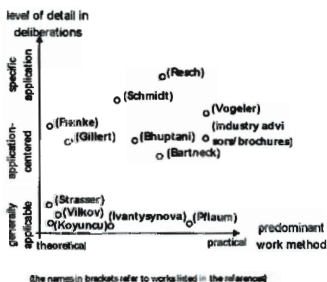 level of detail in
deliberations
specific
application
application-
centered
generally
applicable
(Resch)
(Schmidt)
(Vogeler)
(industry advi
sors/brochures)
(Gillert)
(Bhuptani)
(Bartneck)
(Strasser)
(Vilkov)
(Koyuncu)
(Ivantysynova)
(Pflaum)
theoretical
practical
predominant
work method
(the names in brackets refer to works listed in the references)